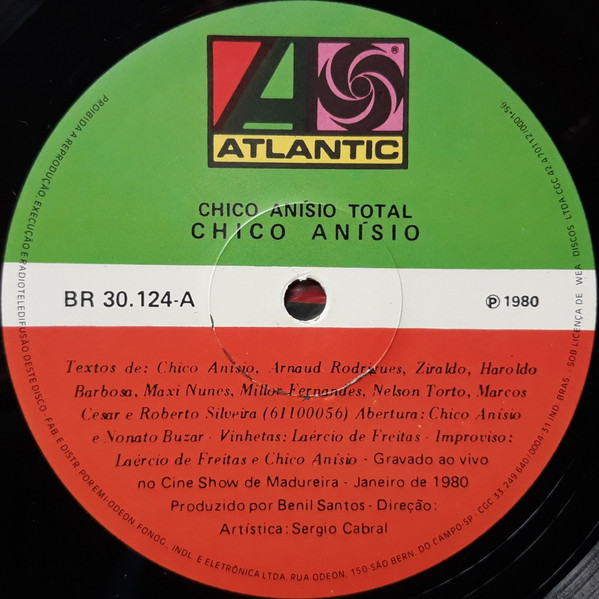 ATLANTIC
®
CHICO ANÍSIO TOTAL
CHICO ANÍSIO
BR 30.124-A
℗ 1980
Textos de: Chico Anísio, Arnaud Rodrigues, Ziraldo, Haroldo
Barbosa, Maxi Nunes, Millor Fernandes, Nelson Torto, Marcos
Cesar e Roberto Silveira (61100056) Abertura: Chico Anísio
e Nonato Buzar - Vinhetas: Laércio de Freitas - Improviso:
Laércio de Freitas e Chico Anísio - Gravado ao vivo
no Cine Show de Madureira - Janeiro de 1980
Produzido por Benil Santos - Direção:
Artística: Sergio Cabral
PROIBIDA A REPRODUÇÃO, EXECUÇÃO E RADIOTELEDIFUSÃO DESTE DISCO - FAB. E DISTR. POR EMI-ODEON FONOG., INDL. E ELETRÔNICA LTDA. RUA ODEON, 150-SÃO BERN. DO CAMPO-SP - CGC 33.249.640/0004-31/IND. BRAS. - SOB LICENÇA DE WEA DISCOS LTDA. CGC 42.470.112/0001-56